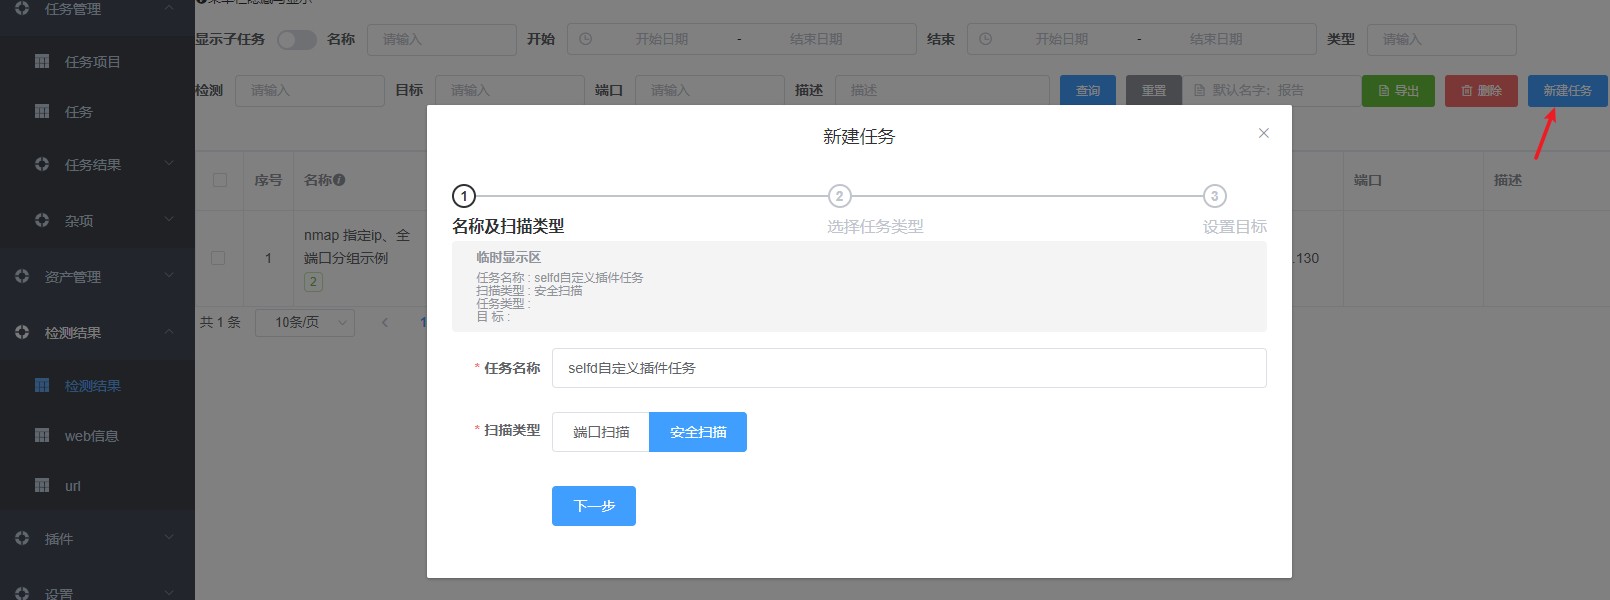 任务管理
任务项目
任务
任务结果
杂项
资产管理
检测结果
检测结果
web信息
url
插件
设置
显示子任务 名称 请输入 开始 开始日期 - 结束日期 结束 开始日期 - 结束日期 类型 请输入
检测 请输入 目标 请输入 端口 请输入 描述 描述 查询 重置 默认名字：报告 导出 删除 新建任务
序号 名称 端口 描述
1 nmap 指定ip、全
端口分组示例
2
.130
共 1 条 10条/页 < 1
新建任务
1 2 3
名称及扫描类型 选择任务类型 设置目标
临时显示区
任务名称 : selfd自定义插件任务
扫描类型 : 安全扫描
任务类型 :
目 标 :
* 任务名称 selfd自定义插件任务
* 扫描类型 端口扫描 安全扫描
下一步